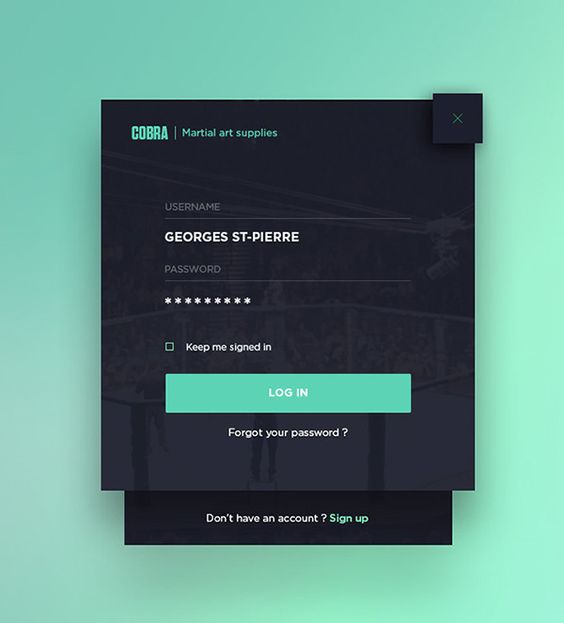 COBRA | Martial art supplies
USERNAME
GEORGES ST-PIERRE
PASSWORD
*********
Keep me signed in
LOG IN
Forgot your password ?
Don't have an account ? Sign up